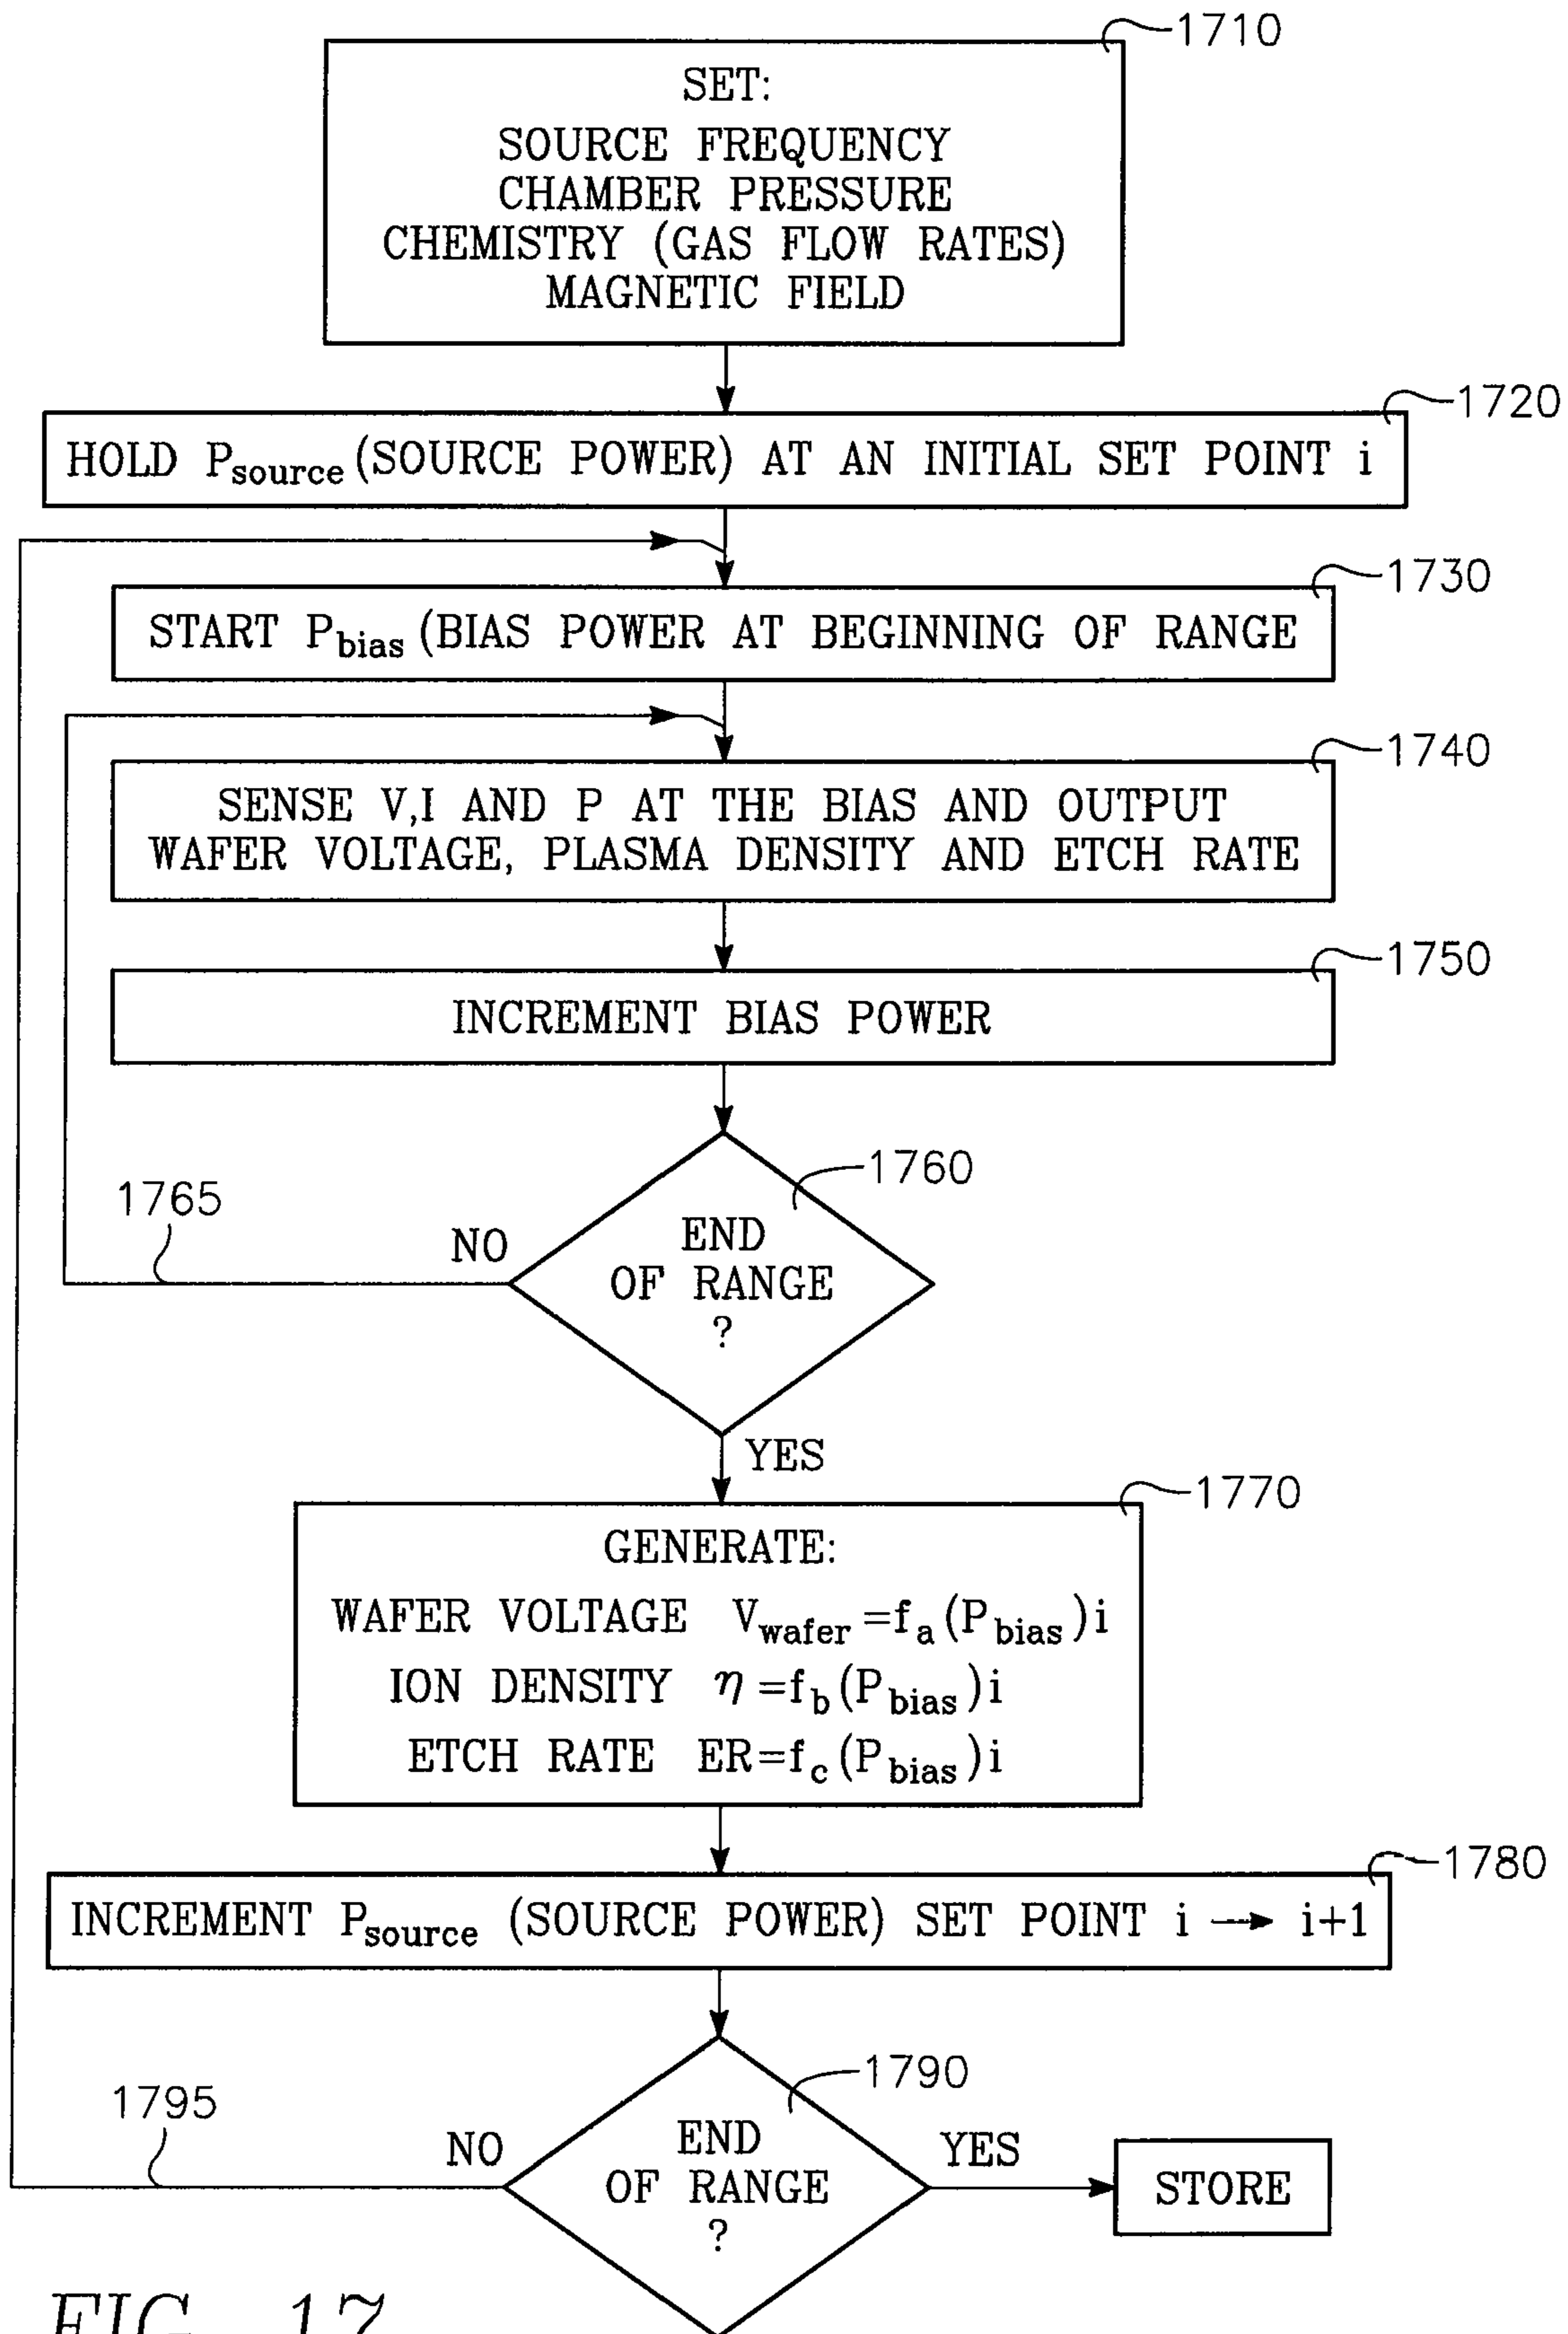 1710
SET:
SOURCE FREQUENCY
CHAMBER PRESSURE
CHEMISTRY (GAS FLOW RATES)
MAGNETIC FIELD
1720
HOLD Psource (SOURCE POWER) AT AN INITIAL SET POINT i
1730
START Pbias (BIAS POWER AT BEGINNING OF RANGE
1740
SENSE V,I AND P AT THE BIAS AND OUTPUT
WAFER VOLTAGE, PLASMA DENSITY AND ETCH RATE
1750
INCREMENT BIAS POWER
1760
1765
NO
END
OF RANGE
?
YES
1770
GENERATE:
WAFER VOLTAGE Vwafer =fa (Pbias)i
ION DENSITY η =fb (Pbias)i
ETCH RATE ER=fc (Pbias)i
1780
INCREMENT Psource (SOURCE POWER) SET POINT i → i+1
1790
1795
NO
END
OF RANGE
?
YES
STORE
FIG. 17